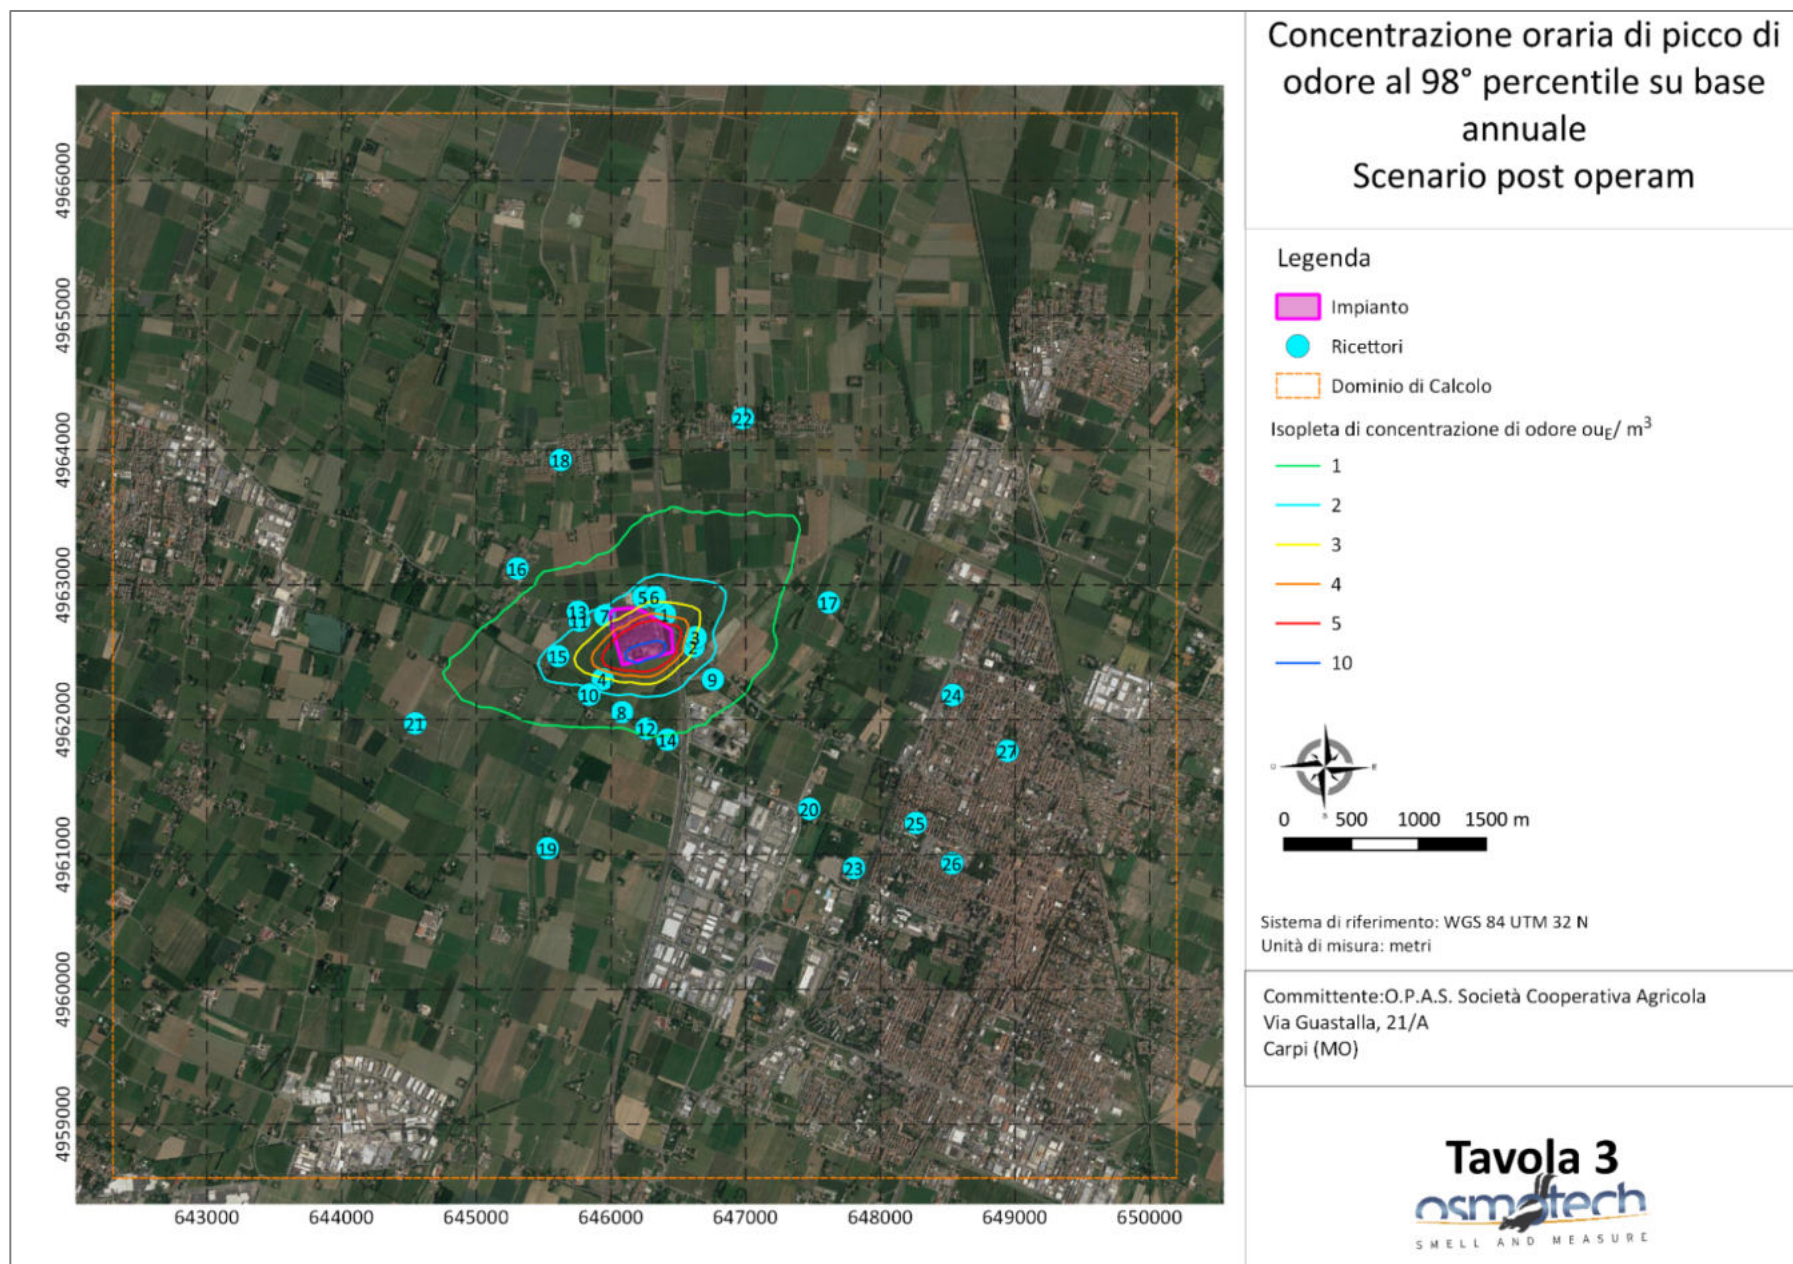 Concentrazione oraria di picco di
odore al 98° percentile su base
annuale
Scenario post operam
Legenda
Impianto
Ricettori
Dominio di Calcolo
Isopleta di concentrazione di odore ouE/ m³
1
2
3
4
5
10
0 500 1000 1500 m
Sistema di riferimento: WGS 84 UTM 32 N
Unità di misura: metri
Committente:O.P.A.S. Società Cooperativa Agricola
Via Guastalla, 21/A
Carpi (MO)
Tavola 3
osmotech
SMELL AND MEASURE
4966000
4965000
4964000
4963000
4962000
4961000
4960000
4959000
643000 644000 645000 646000 647000 648000 649000 650000
22
18
16
5 6
17
13
7
1
11
3
2
15
4
9
10
24
8
21
12
14
27
20
25
19
26
23